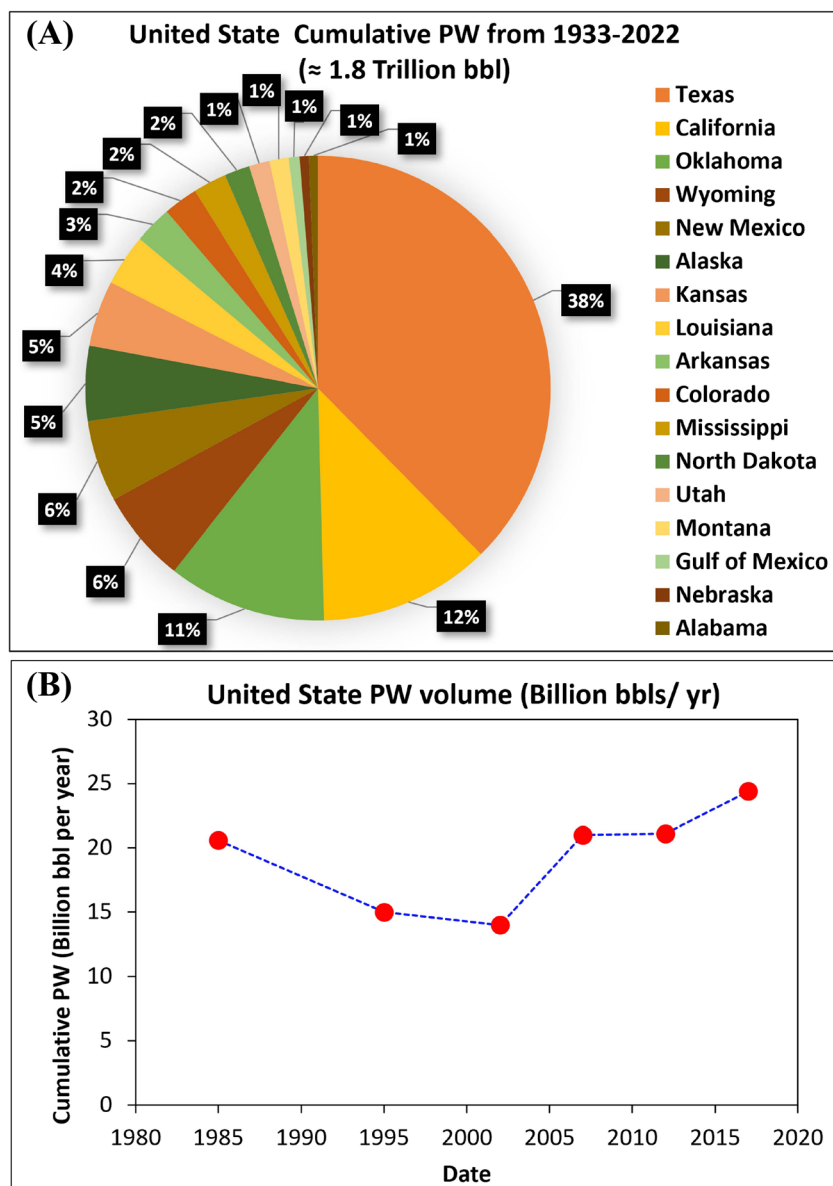 (A)
United State  Cumulative PW from 1933-2022
(≈ 1.8 Trillion bbl)
38%
12%
11%
6%
6%
5%
5%
4%
3%
2%
2%
2%
1%
1%
1%
1%
1%
Texas
California
Oklahoma
Wyoming
New Mexico
Alaska
Kansas
Louisiana
Arkansas
Colorado
Mississippi
North Dakota
Utah
Montana
Gulf of Mexico
Nebraska
Alabama
(B)
United State PW volume (Billion bbls/ yr)
Cumulative PW (Billion bbl per year)
30
25
20
15
10
5
0
1980 1985 1990 1995 2000 2005 2010 2015 2020
Date